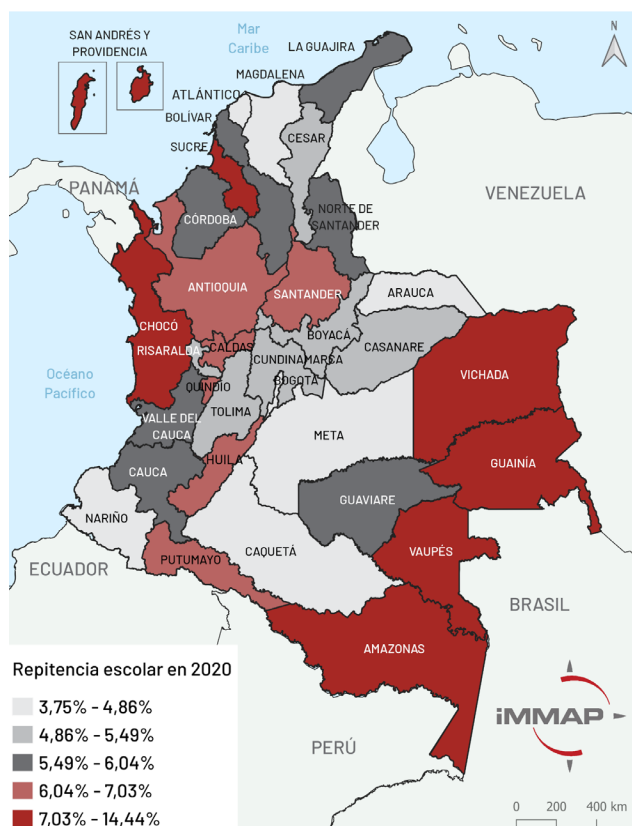 SAN ANDRÉS Y
PROVIDENCIA
Mar
Caribe
LA GUAJIRA
N
MAGDALENA
ATLÁNTICO
BOLÍVAR
CESAR
SUCRE
PANAMÁ
VENEZUELA
CÓRDOBA
NORTE DE
SANTANDER
ANTIOQUIA
SANTANDER
ARAUCA
CHOCÓ
BOYACÁ
RISARALDA
CALDAS
CASANARE
CUNDINAMARCA
Océano
Pacífico
VICHADA
BOGOTÁ
QUINDÍO
TOLIMA
VALLE DEL
CAUCA
META
HUILA
GUAINÍA
CAUCA
GUAVIARE
NARIÑO
CAQUETÁ
VAUPÉS
PUTUMAYO
ECUADOR
BRASIL
AMAZONAS
Repitencia escolar en 2020
3,75% - 4,86%
4,86% - 5,49%
5,49% - 6,04%
6,04% - 7,03%
7,03% - 14,44%
iMMAP
PERÚ
0 200 400 km